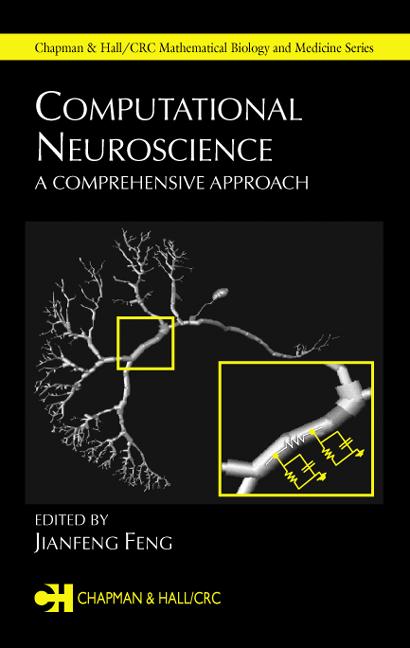 Chapman & Hall/CRC Mathematical Biology and Medicine Series
COMPUTATIONAL
NEUROSCIENCE
A COMPREHENSIVE APPROACH
EDITED BY
JIANFENG FENG
CH CHAPMAN & HALL/CRC